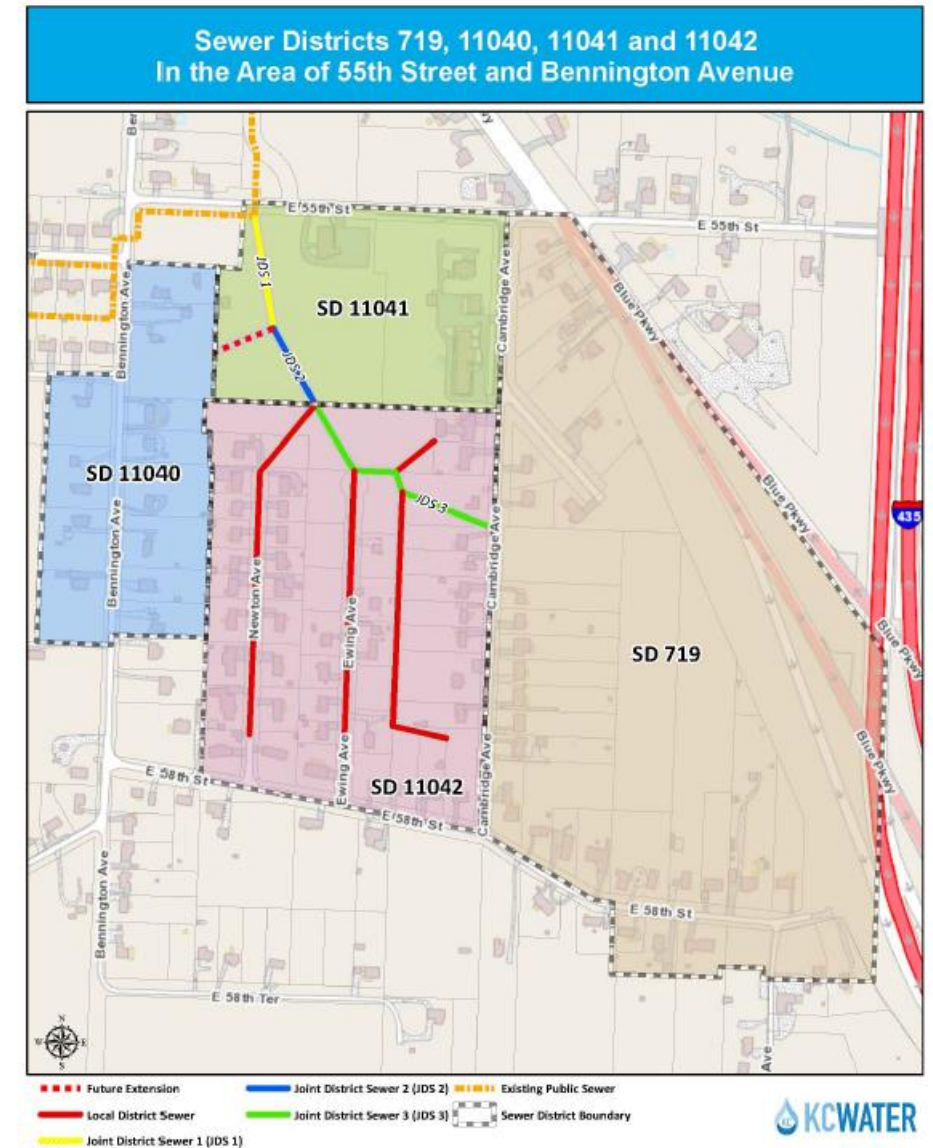 Sewer Districts 719, 11040, 11041 and 11042
In the Area of 55th Street and Bennington Avenue
E 55th St
E 55th St
Bennington Ave
JDS 1
SD 11041
Cambridge Ave
Blue Pkwy
JDS 2
SD 11040
Bennington Ave
JDS 3
Blue Pkwy
435
Cambridge Ave
Newton Ave
Ewing Ave
SD 719
Blue Pkwy
Blue Pkwy
Ewing Ave
SD 11042
Cambridge Ave
E 58th St
E 58th St
Bennington Ave
E 58th St
E 58th Ter
Ave
N
W E
S
Future Extension
Joint District Sewer 2 (JDS 2)
Existing Public Sewer
Local District Sewer
Joint District Sewer 3 (JDS 3)
Sewer District Boundary
Joint District Sewer 1 (JDS 1)
KCWATER